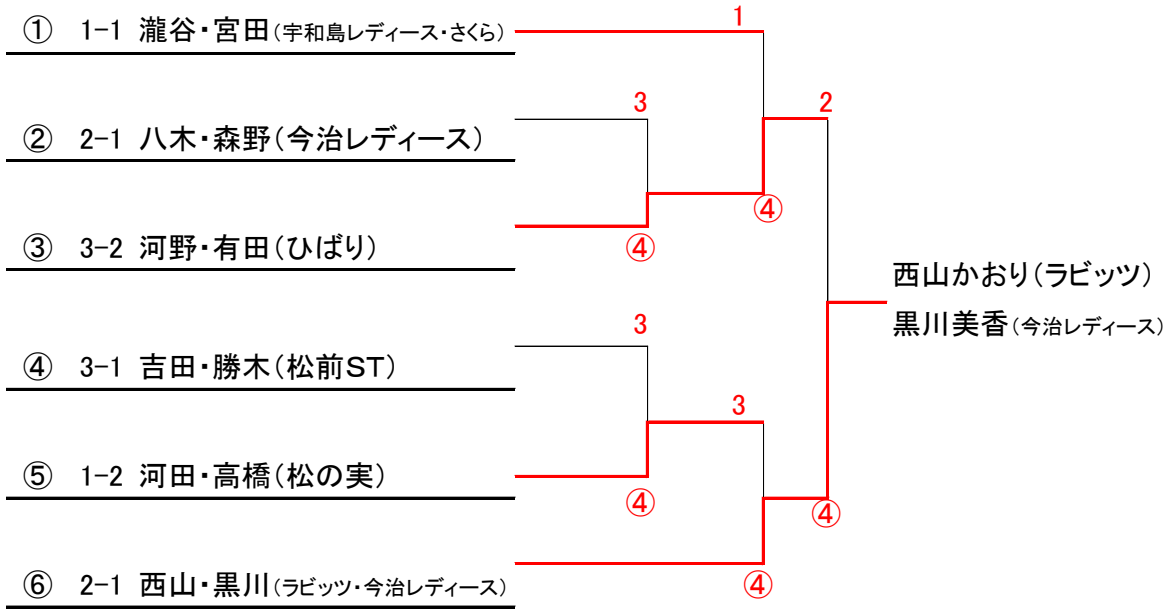 ① 1-1 瀧谷・宮田(宇和島レディース・さくら)
1
3
2
② 2-1 八木・森野(今治レディース)
④
③ 3-2 河野・有田(ひばり)
④
西山かおり(ラビッツ)
黒川美香(今治レディース)
3
④ 3-1 吉田・勝木(松前ST)
3
⑤ 1-2 河田・高橋(松の実)
④
④
⑥ 2-1 西山・黒川(ラビッツ・今治レディース)
④